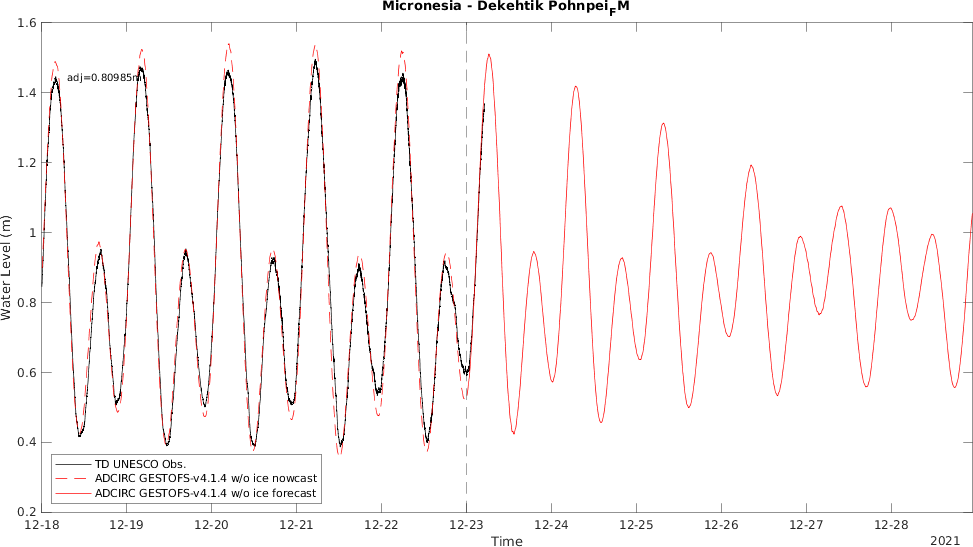 Micronesia - Dekehtik Pohnpei_FM
1.6
1.4
1.2
1
0.8
0.6
0.4
0.2
Water Level (m)
adj=0.80985m
TD UNESCO Obs.
ADCIRC GESTOFS-v4.1.4 w/o ice nowcast
ADCIRC GESTOFS-v4.1.4 w/o ice forecast
12-18 12-19 12-20 12-21 12-22 12-23 12-24 12-25 12-26 12-27 12-28
Time
2021